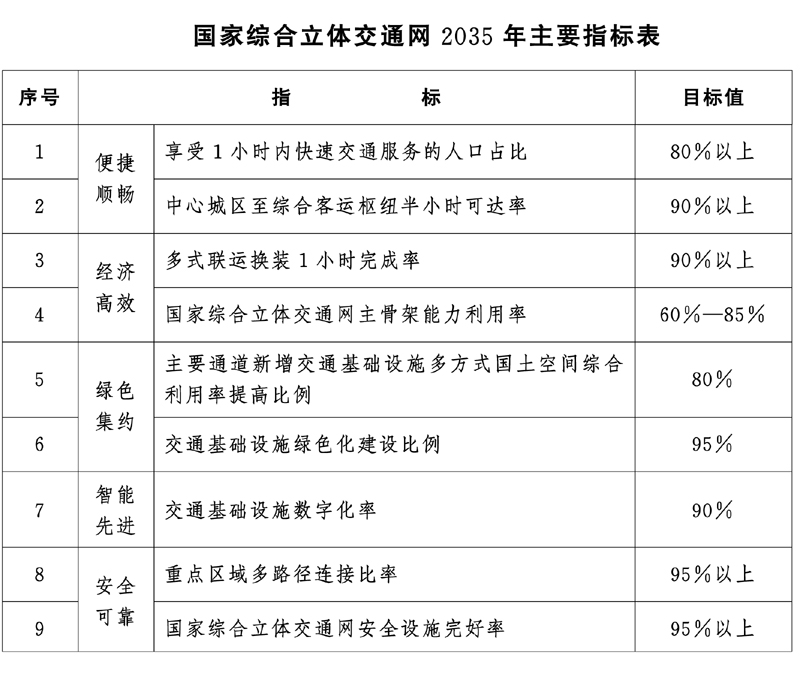 国家综合立体交通网 2035 年主要指标表
序号 指 标 目标值
1 便捷顺畅 享受 1 小时内快速交通服务的人口占比 80%以上
2 中心城区至综合客运枢纽半小时可达率 90%以上
3 经济高效 多式联运换装 1 小时完成率 90%以上
4 国家综合立体交通网主骨架能力利用率 60%—85%
5 绿色集约 主要通道新增交通基础设施多方式国土空间综合
利用率提高比例 80%
6 交通基础设施绿色化建设比例 95%
7 智能先进 交通基础设施数字化率 90%
8 安全可靠 重点区域多路径连接比率 95%以上
9 国家综合立体交通网安全设施完好率 95%以上